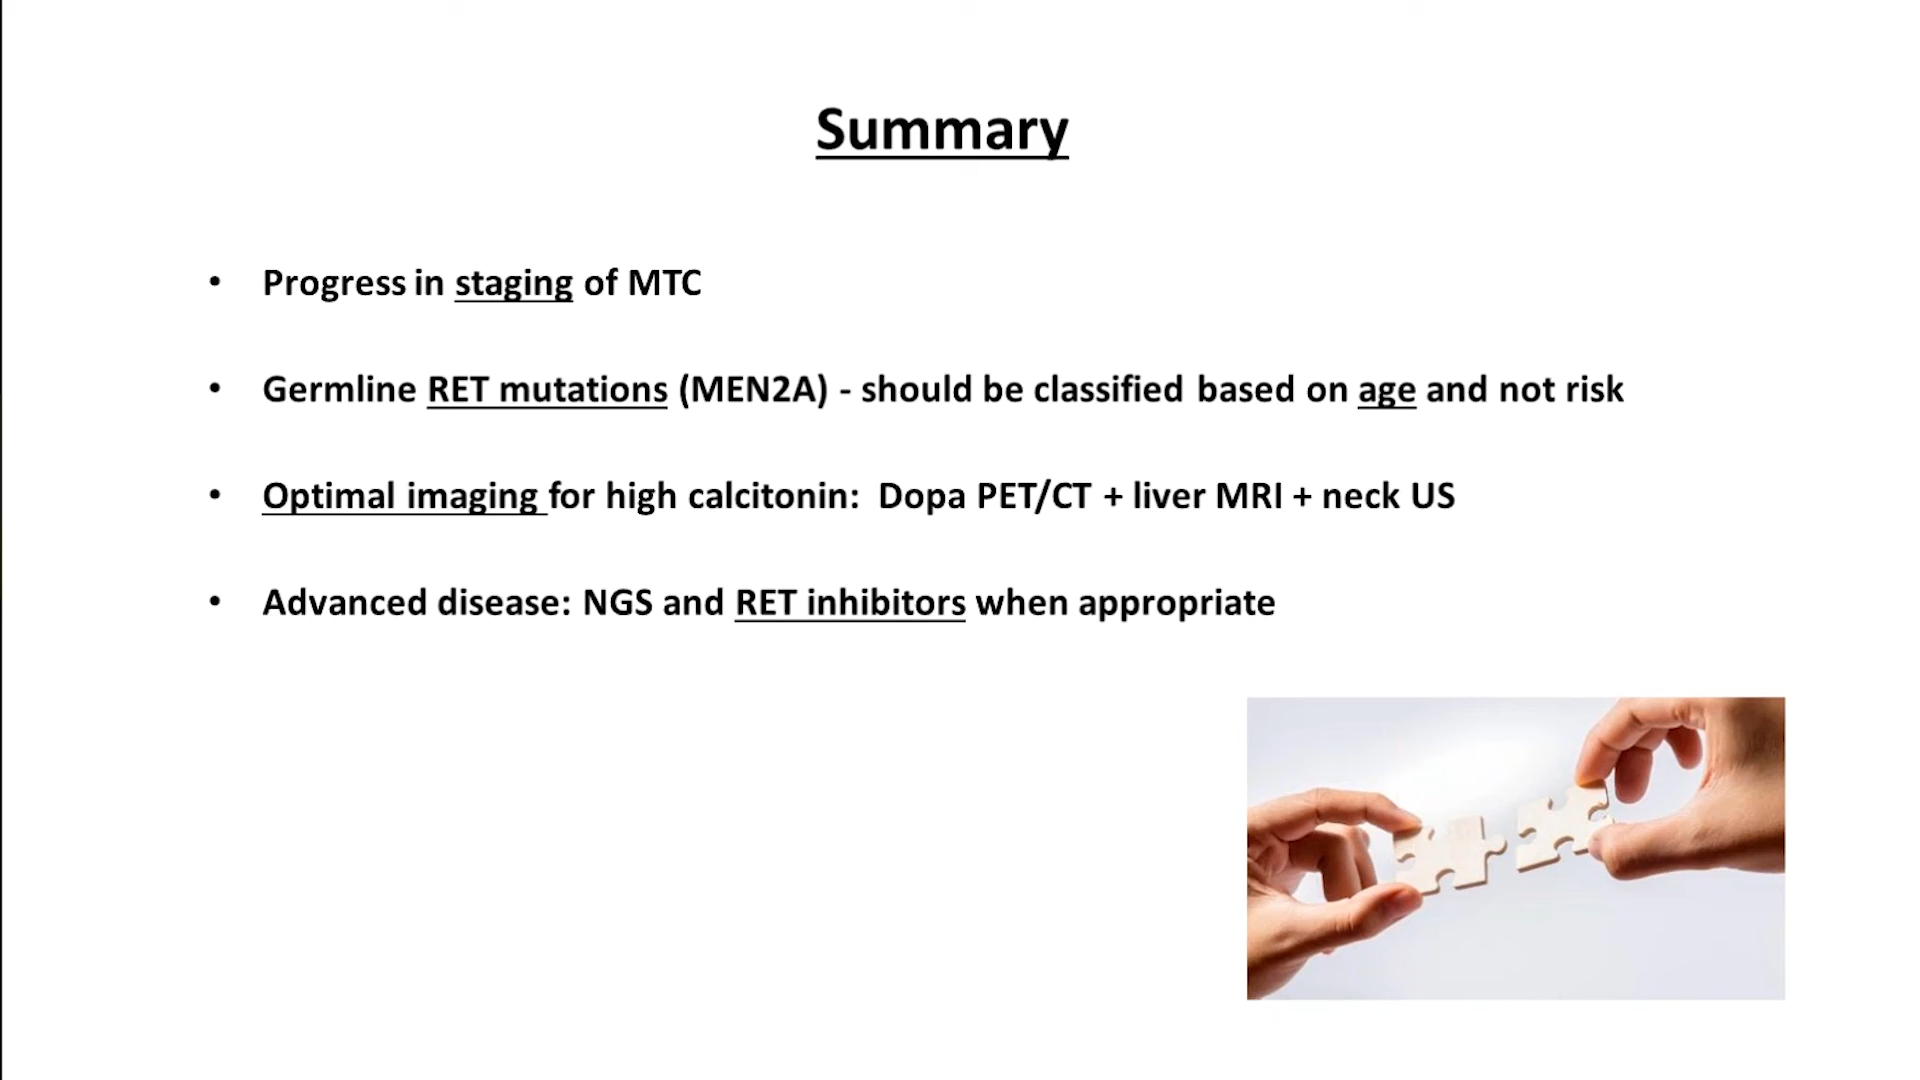 Summary
• Progress in staging of MTC
• Germline RET mutations (MEN2A) - should be classified based on age and not risk
• Optimal imaging for high calcitonin: Dopa PET/CT + liver MRI + neck US
• Advanced disease: NGS and RET inhibitors when appropriate